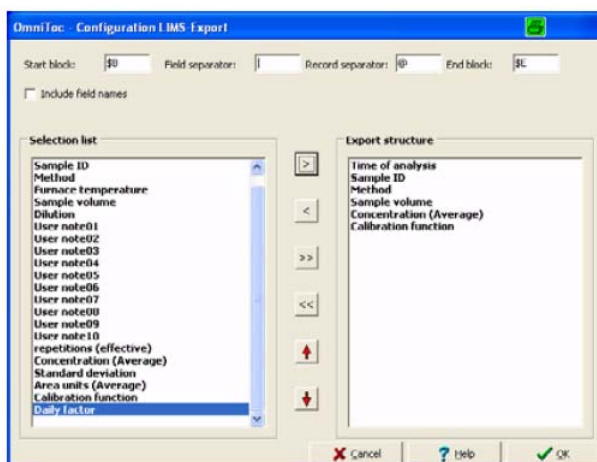 OmniToc - Configuration LIMS-Export
Start block: $B Field separator: | Record separator: @ End block: $E
Include field names
Selection list
Sample ID
Method
Furnace temperature
Sample volume
Dilution
User note01
User note02
User note03
User note04
User note05
User note06
User note07
User note08
User note09
User note10
repetitions (effective)
Concentration (Average)
Standard deviation
Area units (Average)
Calibration function
Daily factor
>
<
>>
<<
Export structure
Time of analysis
Sample ID
Method
Sample volume
Concentration (Average)
Calibration function
Cancel ? Help OK